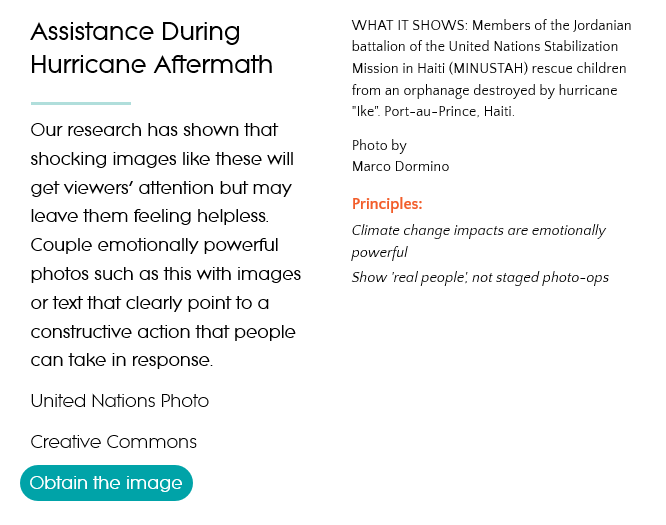 Assistance During
Hurricane Aftermath
Our research has shown that
shocking images like these will
get viewers’ attention but may
leave them feeling helpless.
Couple emotionally powerful
photos such as this with images
or text that clearly point to a
constructive action that people
can take in response.
United Nations Photo
Creative Commons
Obtain the image
WHAT IT SHOWS: Members of the Jordanian
battalion of the United Nations Stabilization
Mission in Haiti (MINUSTAH) rescue children
from an orphanage destroyed by hurricane
"Ike". Port-au-Prince, Haiti.
Photo by
Marco Dormino
Principles:
Climate change impacts are emotionally
powerful
Show 'real people', not staged photo-ops